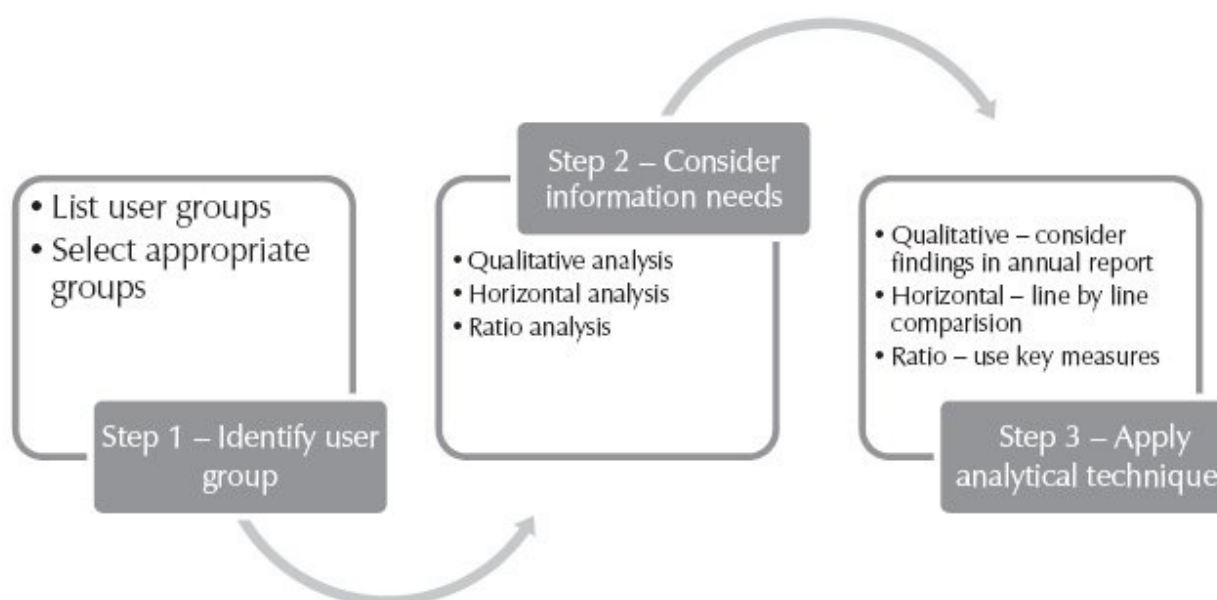 • List user groups
• Select appropriate
groups
Step 1 – Identify user
group
Step 2 – Consider
information needs
• Qualitative analysis
• Horizontal analysis
• Ratio analysis
• Qualitative – consider
findings in annual report
• Horizontal – line by line
comparision
• Ratio – use key measures
Step 3 – Apply
analytical technique